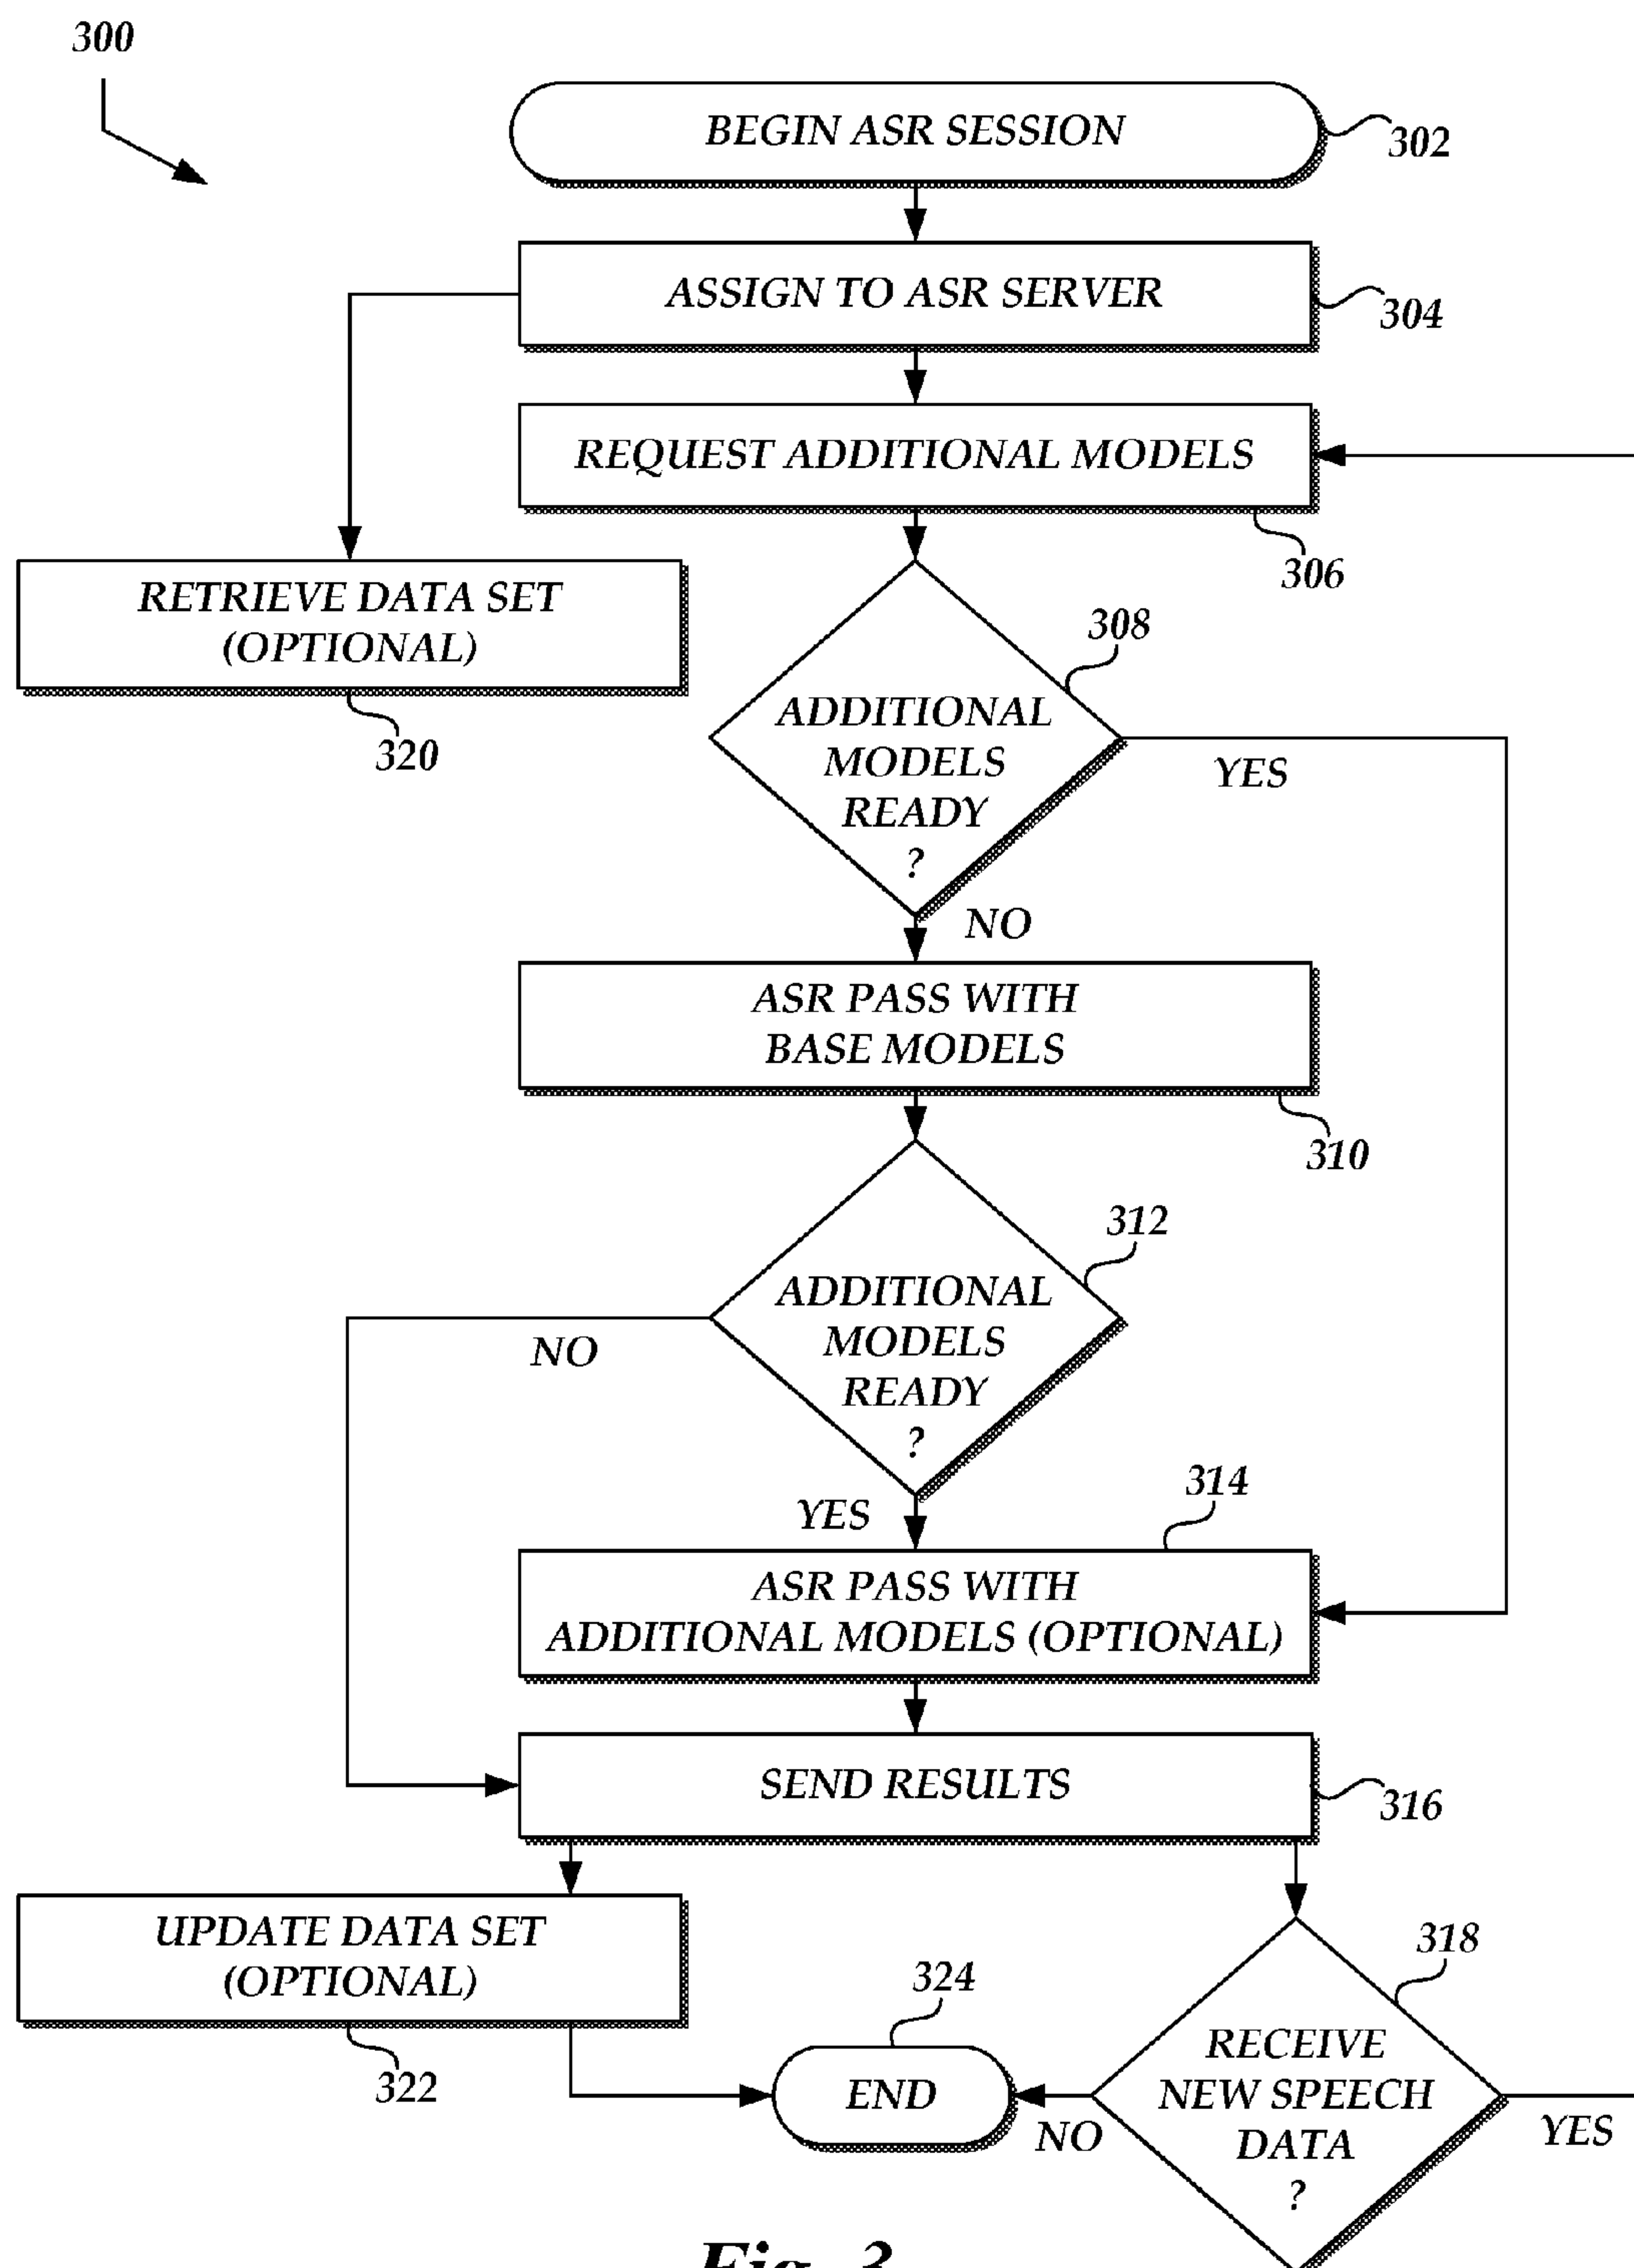 300
BEGIN ASR SESSION
302
ASSIGN TO ASR SERVER
304
REQUEST ADDITIONAL MODELS
306
RETRIEVE DATA SET
(OPTIONAL)
320
308
ADDITIONAL
MODELS
READY
?
YES
NO
ASR PASS WITH
BASE MODELS
310
312
ADDITIONAL
MODELS
READY
?
NO
YES
314
ASR PASS WITH
ADDITIONAL MODELS (OPTIONAL)
SEND RESULTS
316
UPDATE DATA SET
(OPTIONAL)
322
324
END
318
RECEIVE
NEW SPEECH
DATA
?
NO
YES
Fig. 3